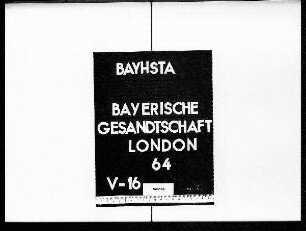 BAYHSTA
BAYERISCHE
GESANDTSCHAFT
LONDON
64
V-16